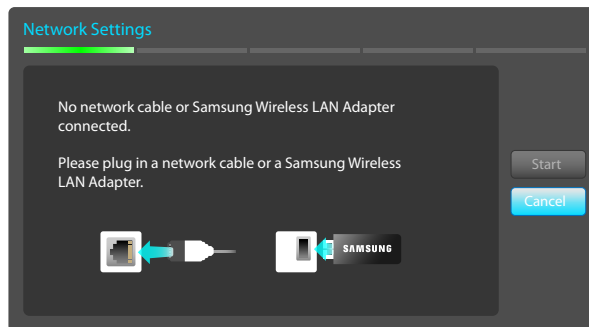 Network Settings
No network cable or Samsung Wireless LAN Adapter
connected.
Please plug in a network cable or a Samsung Wireless
LAN Adapter.
Start
Cancel
SAMSUNG